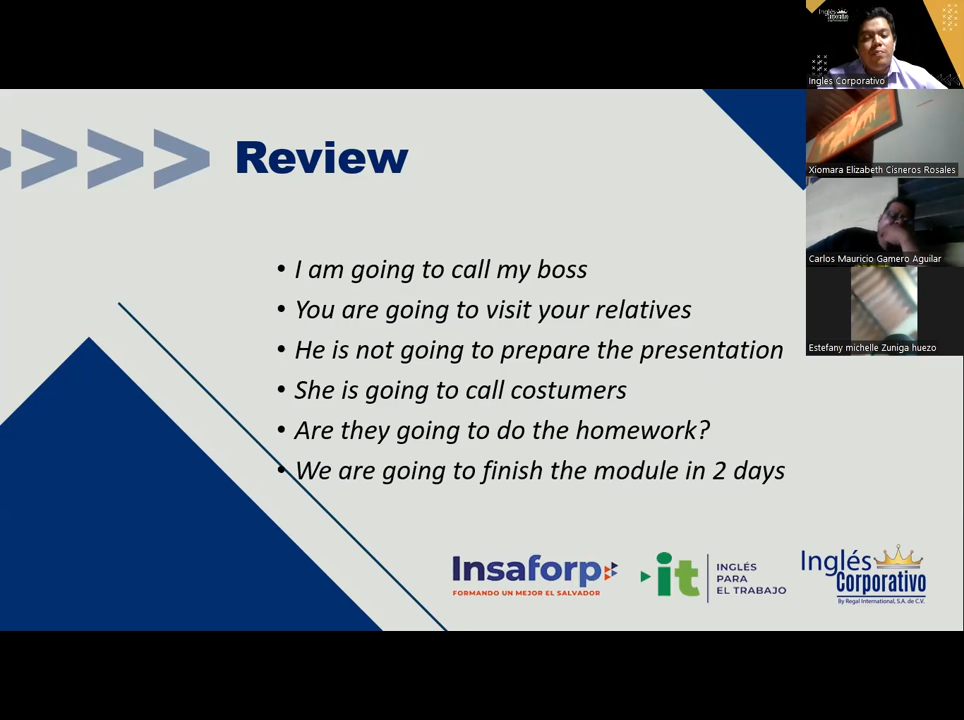 Review
• I am going to call my boss
• You are going to visit your relatives
• He is not going to prepare the presentation
• She is going to call costumers
• Are they going to do the homework?
• We are going to finish the module in 2 days
Insaforp
FORMANDO UN MEJOR EL SALVADOR
it
INGLÉS
PARA
EL TRABAJO
Inglés
Corporativo
By Regal International, S.A. de C.V.
Inglés
Corporativo
Inglés Corporativo
Xiomara Elizabeth Cisneros Rosales
Carlos Mauricio Gamero Aguilar
Estefany michelle Zuniga huezo